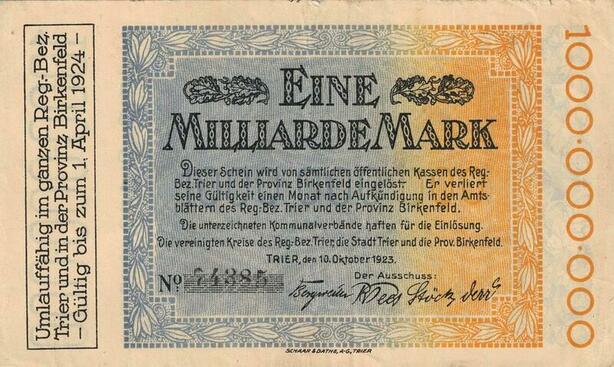 Umlauffähig im ganzen Reg.-Bez.
Trier und in der Provinz Birkenfeld
– Gültig bis zum 1. April 1924 –
EINE
MILLIARDE MARK
Dieser Schein wird von sämtlichen öffentlichen Kassen des Reg.-
Bez. Trier und der Provinz Birkenfeld eingelöst. Er verliert
seine Gültigkeit einen Monat nach Aufkündigung in den Amts-
blättern des Reg.-Bez. Trier und der Provinz Birkenfeld.
Die unterzeichneten Kommunalverbände haften für die Einlösung.
Die vereinigten Kreise des Reg.-Bez. Trier, die Stadt Trier und die Prov. Birkenfeld.
TRIER, den 10. Oktober 1923.
No. 74385
Der Ausschuss:
SCHAAR & DATHE, A.-G., TRIER
1000·000·000